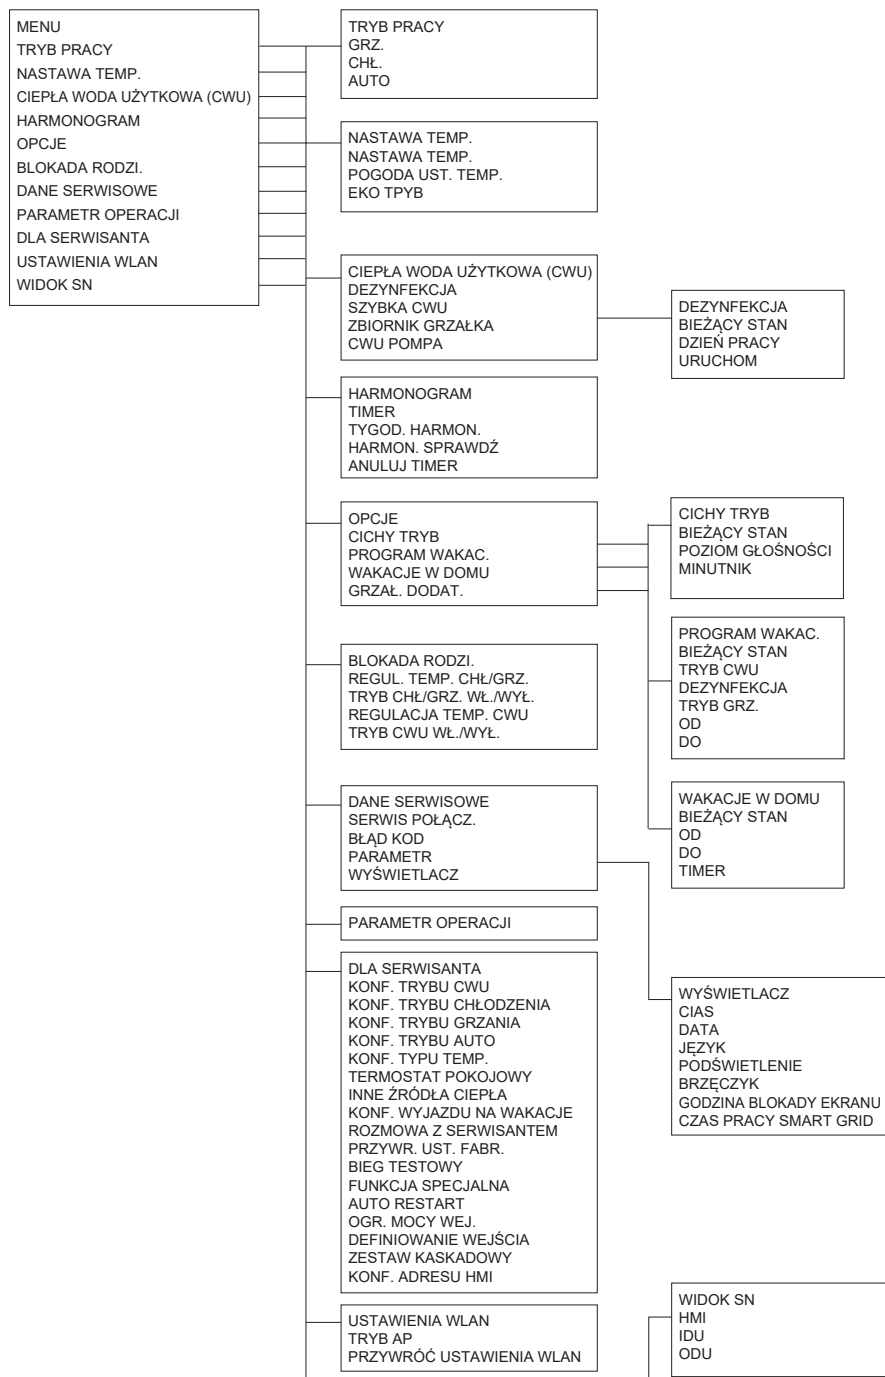 MENU
TRYB PRACY
NASTAWA TEMP.
CIEPŁA WODA UŻYTKOWA (CWU)
HARMONOGRAM
OPCJE
BLOKADA RODZI.
DANE SERWISOWE
PARAMETR OPERACJI
DLA SERWISANTA
USTAWIENIA WLAN
WIDOK SN
TRYB PRACY
GRZ.
CHŁ.
AUTO
NASTAWA TEMP.
NASTAWA TEMP.
POGODA UST. TEMP.
EKO TPYB
CIEPŁA WODA UŻYTKOWA (CWU)
DEZYNFEKCJA
SZYBKA CWU
ZBIORNIK GRZAŁKA
CWU POMPA
DEZYNFEKCJA
BIEŻĄCY STAN
DZIEŃ PRACY
URUCHOM
HARMONOGRAM
TIMER
TYGOD. HARMON.
HARMON. SPRAWDŹ
ANULUJ TIMER
OPCJE
CICHY TRYB
PROGRAM WAKAC.
WAKACJE W DOMU
GRZAŁ. DODAT.
CICHY TRYB
BIEŻĄCY STAN
POZIOM GŁOŚNOŚCI
MINUTNIK
PROGRAM WAKAC.
BIEŻĄCY STAN
TRYB CWU
DEZYNFEKCJA
TRYB GRZ.
OD
DO
WAKACJE W DOMU
BIEŻĄCY STAN
OD
DO
TIMER
BLOKADA RODZI.
REGUL. TEMP. CHŁ/GRZ.
TRYB CHŁ/GRZ. WŁ./WYŁ.
REGULACJA TEMP. CWU
TRYB CWU WŁ./WYŁ.
DANE SERWISOWE
SERWIS POŁĄCZ.
BŁĄD KOD
PARAMETR
WYŚWIETLACZ
WYŚWIETLACZ
CIAS
DATA
JĘZYK
PODŚWIETLENIE
BRZĘCZYK
GODZINA BLOKADY EKRANU
CZAS PRACY SMART GRID
PARAMETR OPERACJI
DLA SERWISANTA
KONF. TRYBU CWU
KONF. TRYBU CHŁODZENIA
KONF. TRYBU GRZANIA
KONF. TRYBU AUTO
KONF. TYPU TEMP.
TERMOSTAT POKOJOWY
INNE ŹRÓDŁA CIEPŁA
KONF. WYJAZDU NA WAKACJE
ROZMOWA Z SERWISANTEM
PRZYWR. UST. FABR.
BIEG TESTOWY
FUNKCJA SPECJALNA
AUTO RESTART
OGR. MOCY WEJ.
DEFINIOWANIE WEJŚCIA
ZESTAW KASKADOWY
KONF. ADRESU HMI
USTAWIENIA WLAN
TRYB AP
PRZYWRÓĆ USTAWIENIA WLAN
WIDOK SN
HMI
IDU
ODU